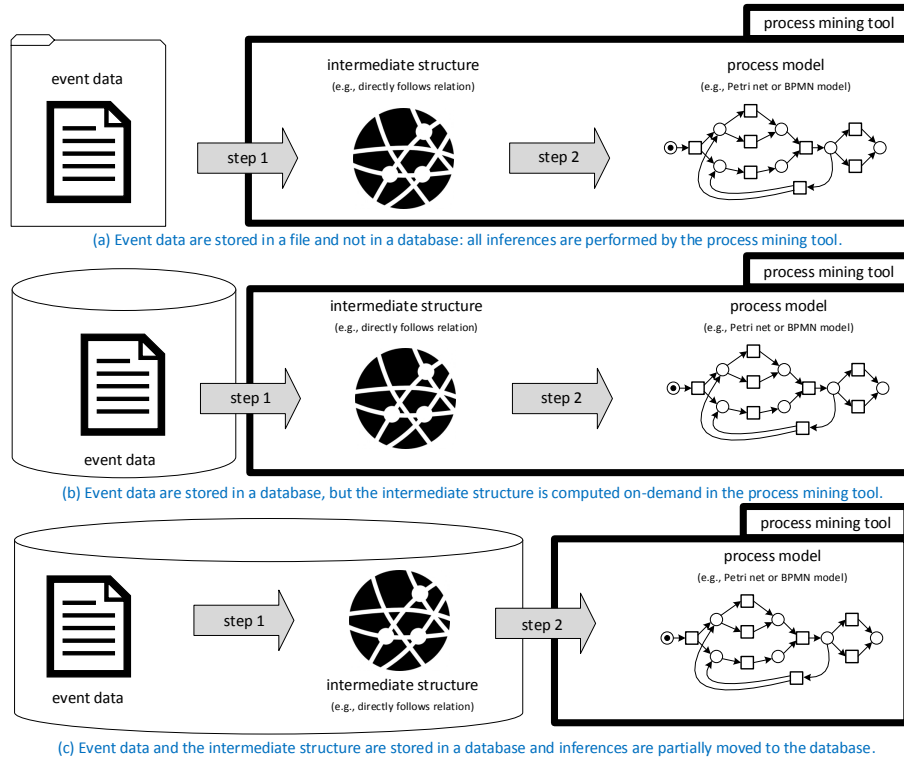 process mining tool
event data
intermediate structure
(e.g., directly follows relation)
process model
(e.g., Petri net or BPMN model)
step 1
step 2
(a) Event data are stored in a file and not in a database: all inferences are performed by the process mining tool.
process mining tool
intermediate structure
(e.g., directly follows relation)
process model
(e.g., Petri net or BPMN model)
step 1
step 2
event data
(b) Event data are stored in a database, but the intermediate structure is computed on-demand in the process mining tool.
process mining tool
process model
(e.g., Petri net or BPMN model)
step 1
step 2
event data
intermediate structure
(e.g., directly follows relation)
(c) Event data and the intermediate structure are stored in a database and inferences are partially moved to the database.